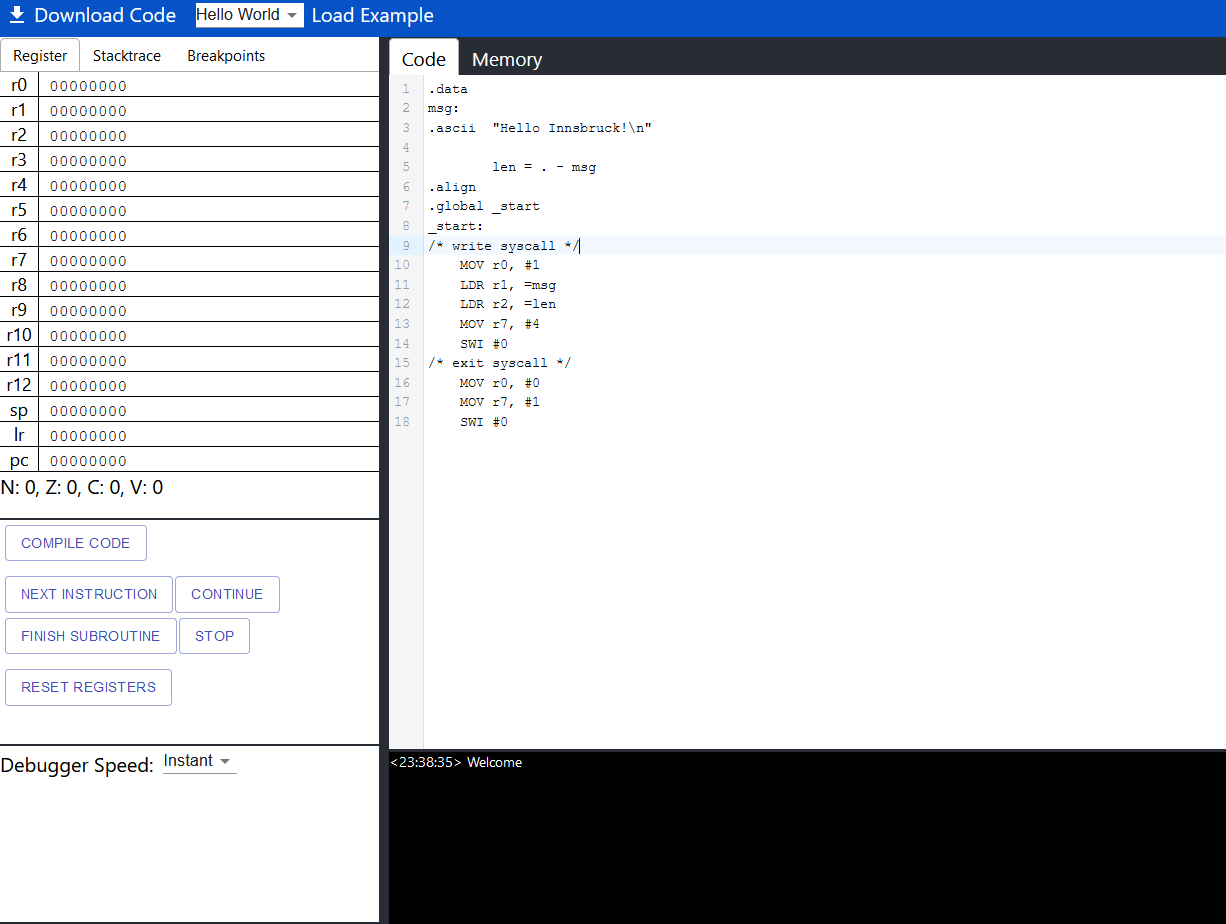 Download Code Hello World Load Example
Register Stacktrace Breakpoints
r0 00000000
r1 00000000
r2 00000000
r3 00000000
r4 00000000
r5 00000000
r6 00000000
r7 00000000
r8 00000000
r9 00000000
r10 00000000
r11 00000000
r12 00000000
sp 00000000
lr 00000000
pc 00000000
N: 0, Z: 0, C: 0, V: 0
COMPILE CODE
NEXT INSTRUCTION CONTINUE
FINISH SUBROUTINE STOP
RESET REGISTERS
Debugger Speed: Instant
Code Memory
1 .data
2 msg:
3 .ascii "Hello Innsbruck!\n"
4
5 len = . - msg
6 .align
7 .global _start
8 _start:
9 /* write syscall */
10 MOV r0, #1
11 LDR r1, =msg
12 LDR r2, =len
13 MOV r7, #4
14 SWI #0
15 /* exit syscall */
16 MOV r0, #0
17 MOV r7, #1
18 SWI #0
<23:38:35> Welcome